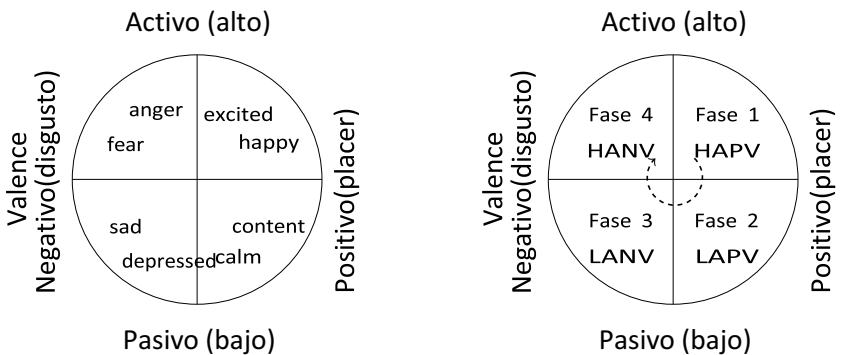 Activo (alto)
Valence
Negativo(disgusto)
anger
excited
fear
happy
sad
content
depressed
calm
Positivo(placer)
Pasivo (bajo)
Activo (alto)
Valence
Negativo(disgusto)
Fase 4
Fase 1
HANV
HAPV
Fase 3
Fase 2
LANV
LAPV
Positivo(placer)
Pasivo (bajo)